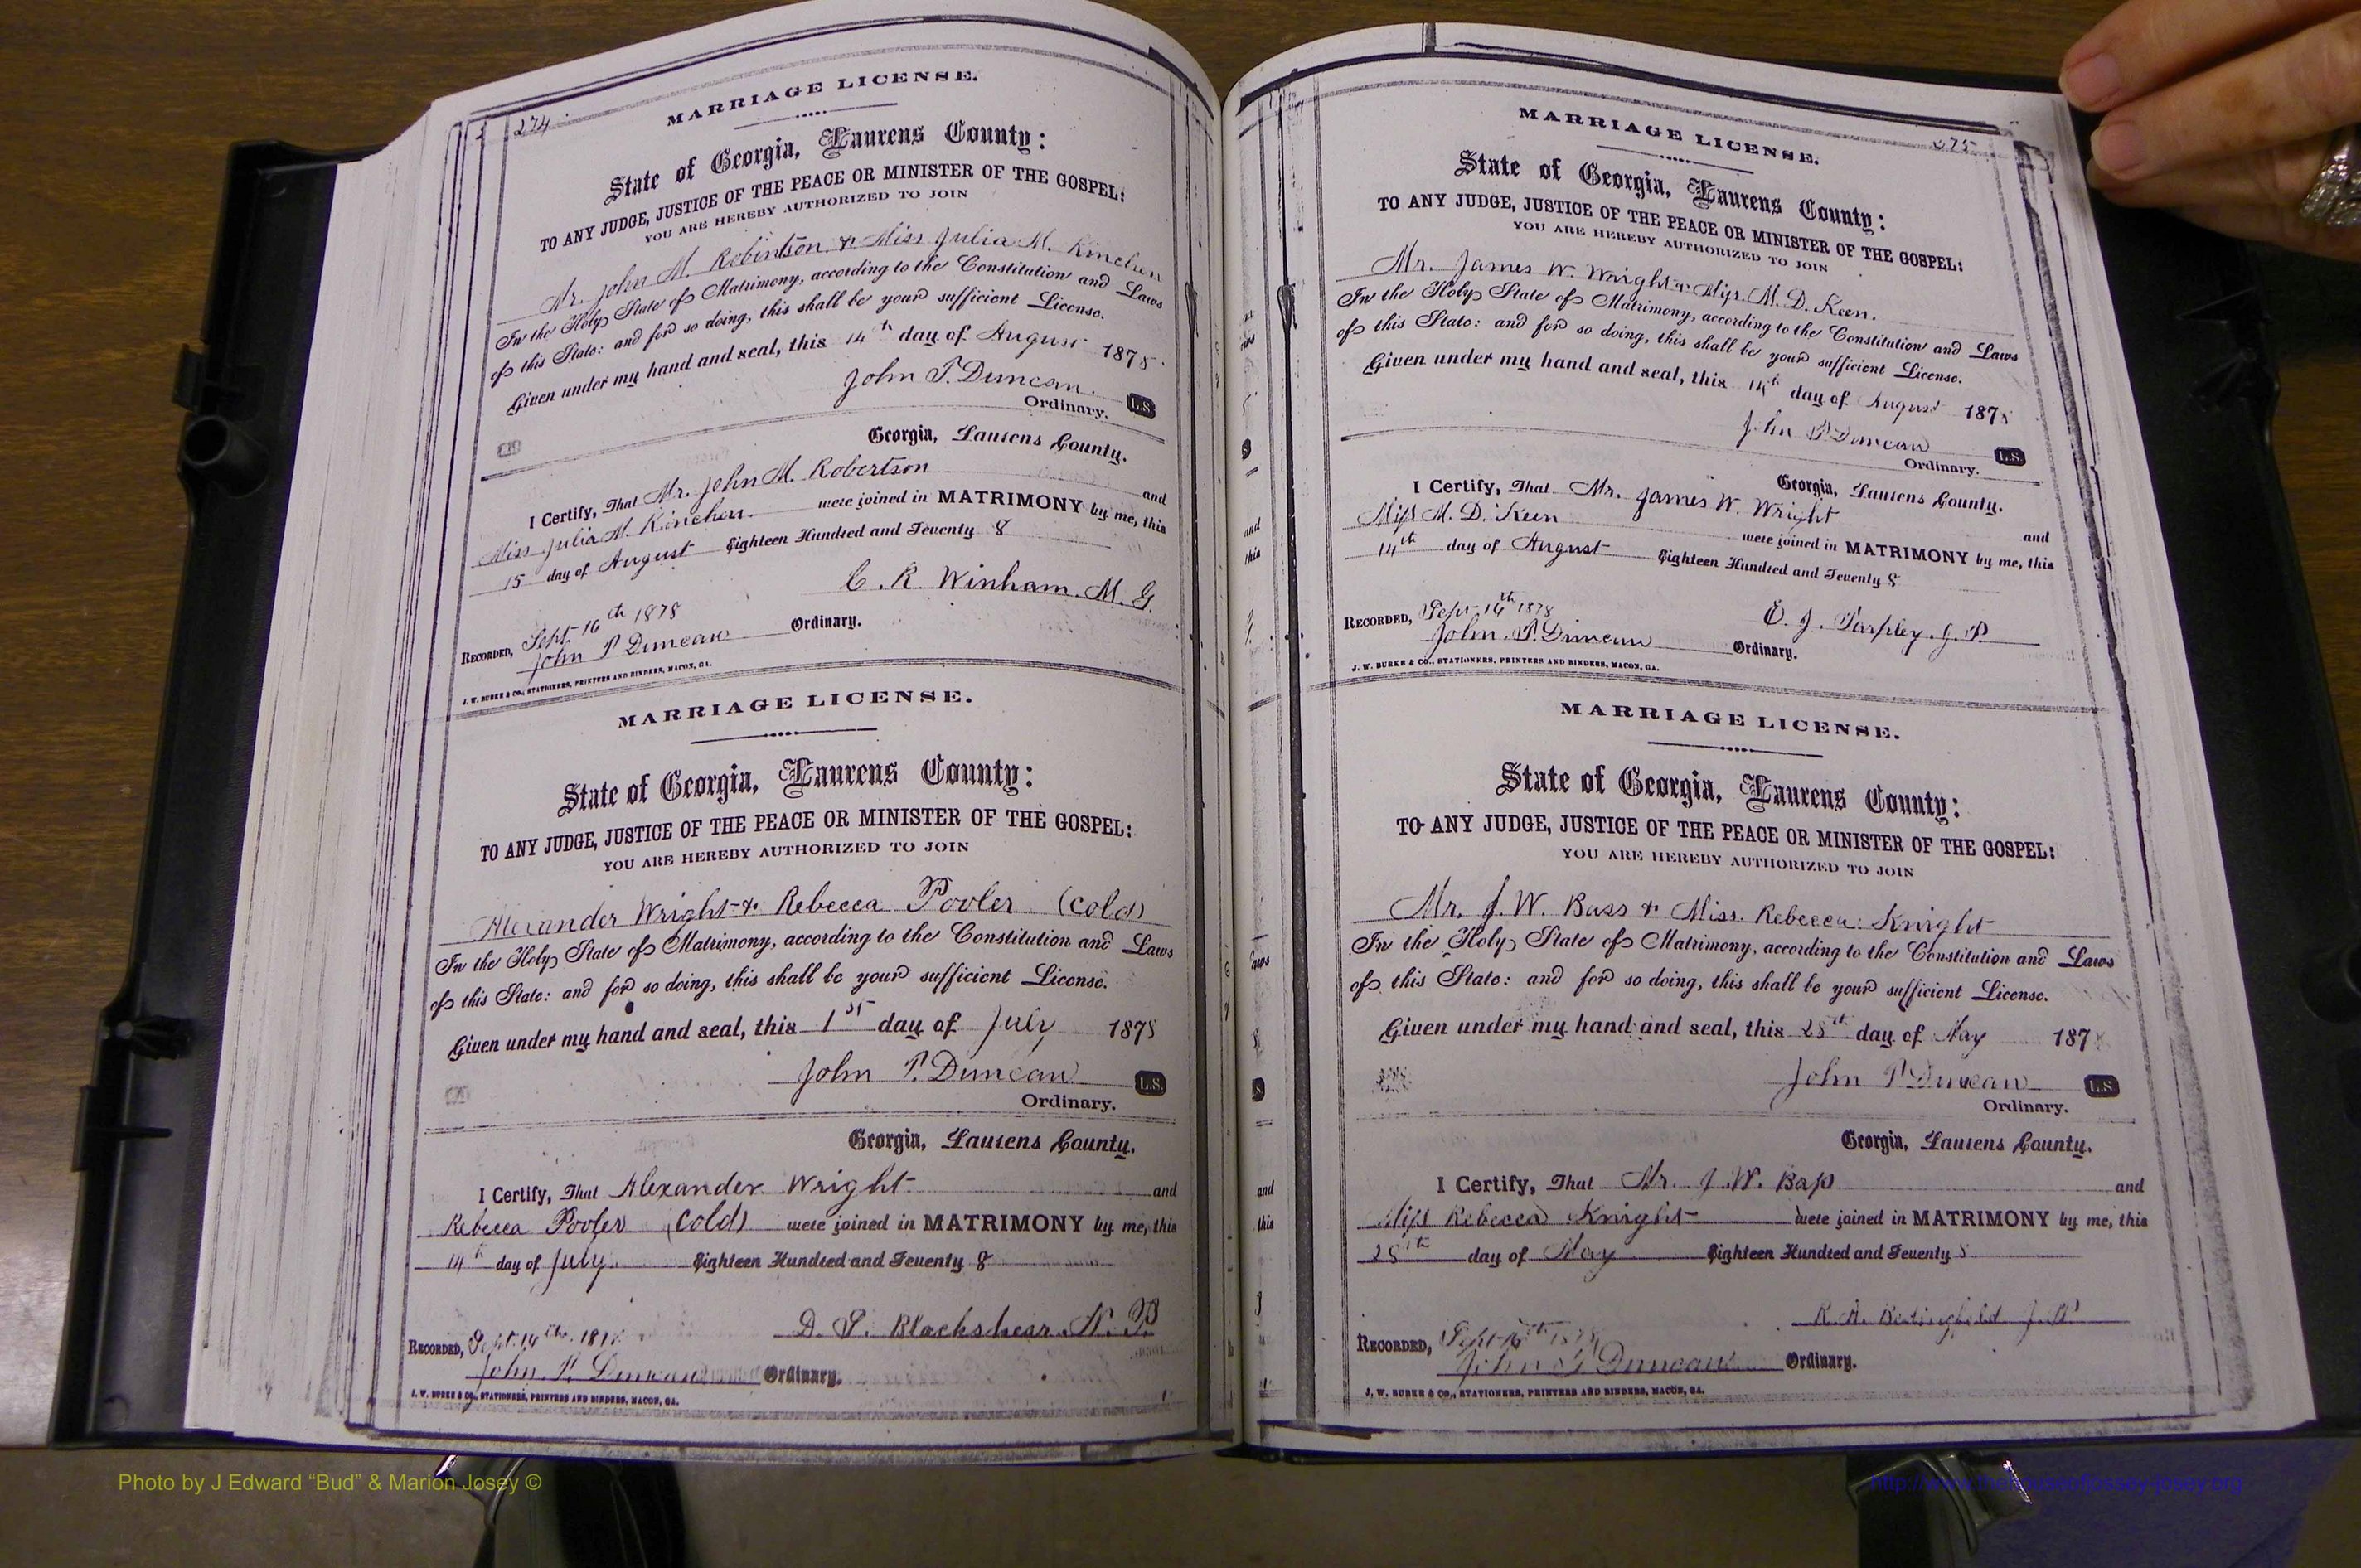 274
MARRIAGE LICENSE.
State of Georgia, Laurens County:
TO ANY JUDGE, JUSTICE OF THE PEACE OR MINISTER OF THE GOSPEL:
YOU ARE HEREBY AUTHORIZED TO JOIN
Mr. John M. Robintson & Miss Julia M. Kinchen
In the Holy State of Matrimony, according to the Constitution and Laws
of this State: and for so doing, this shall be your sufficient License.
Given under my hand and seal, this 14th day of August 1878
John T. Duncan. L.S.
Ordinary.
Georgia, Laurens County.
I Certify, That Mr. John M. Robertson and
Miss Julia M. Kinchen. were joined in MATRIMONY by me, this
15 day of August Eighteen Hundred and Seventy 8
C. R. Winham. M. G.
RECORDED, Sept 16th 1878
John T Duncan Ordinary.
J. W. BURKE & CO., STATIONERS, PRINTERS AND BINDERS, MACON, GA.
MARRIAGE LICENSE.
State of Georgia, Laurens County:
TO ANY JUDGE, JUSTICE OF THE PEACE OR MINISTER OF THE GOSPEL:
YOU ARE HEREBY AUTHORIZED TO JOIN
Alexander Wright & Rebecca Pooler (cold)
In the Holy State of Matrimony, according to the Constitution and Laws
of this State: and for so doing, this shall be your sufficient License.
Given under my hand and seal, this 1st day of July 1878
John T. Duncan L.S.
Ordinary.
Georgia, Laurens County.
I Certify, That Alexander Wright and
Rebecca Pooler (cold) were joined in MATRIMONY by me, this
14th day of July Eighteen Hundred and Seventy 8
D. S. Blackshear. N. P.
RECORDED, Sept. 16th. 1878
John T. Duncan Ordinary.
J. W. BURKE & CO., STATIONERS, PRINTERS AND BINDERS, MACON, GA.
275
MARRIAGE LICENSE.
State of Georgia, Laurens County:
TO ANY JUDGE, JUSTICE OF THE PEACE OR MINISTER OF THE GOSPEL:
YOU ARE HEREBY AUTHORIZED TO JOIN
Mr. James W. Wright & Miss. M. D. Keen.
In the Holy State of Matrimony, according to the Constitution and Laws
of this State: and for so doing, this shall be your sufficient License.
Given under my hand and seal, this 14th day of August 1878
John T Duncan L.S.
Ordinary.
Georgia, Laurens County.
I Certify, That Mr. James W. Wright and
Miss M. D. Keen were joined in MATRIMONY by me, this
14th day of August Eighteen Hundred and Seventy 8
E. J. Tarpley. J. P.
RECORDED, Sept 16th 1878
John. T. Duncan Ordinary.
J. W. BURKE & CO., STATIONERS, PRINTERS AND BINDERS, MACON, GA.
MARRIAGE LICENSE.
State of Georgia, Laurens County:
TO ANY JUDGE, JUSTICE OF THE PEACE OR MINISTER OF THE GOSPEL:
YOU ARE HEREBY AUTHORIZED TO JOIN
Mr. J. W. Bass & Miss. Rebecca Knight
In the Holy State of Matrimony, according to the Constitution and Laws
of this State: and for so doing, this shall be your sufficient License.
Given under my hand and seal, this 28th day of May 187
John T Duncan L.S.
Ordinary.
Georgia, Laurens County.
I Certify, That Mr. J. W. Bass and
Miss Rebecca Knight were joined in MATRIMONY by me, this
28th day of May Eighteen Hundred and Seventy 8
RECORDED, Sept 16th 1878
John T. Duncan Ordinary.
J. W. BURKE & CO., STATIONERS, PRINTERS AND BINDERS, MACON, GA.
Photo by J Edward “Bud” & Marion Josey ©
http://www.thehouseofjossey-josey.org